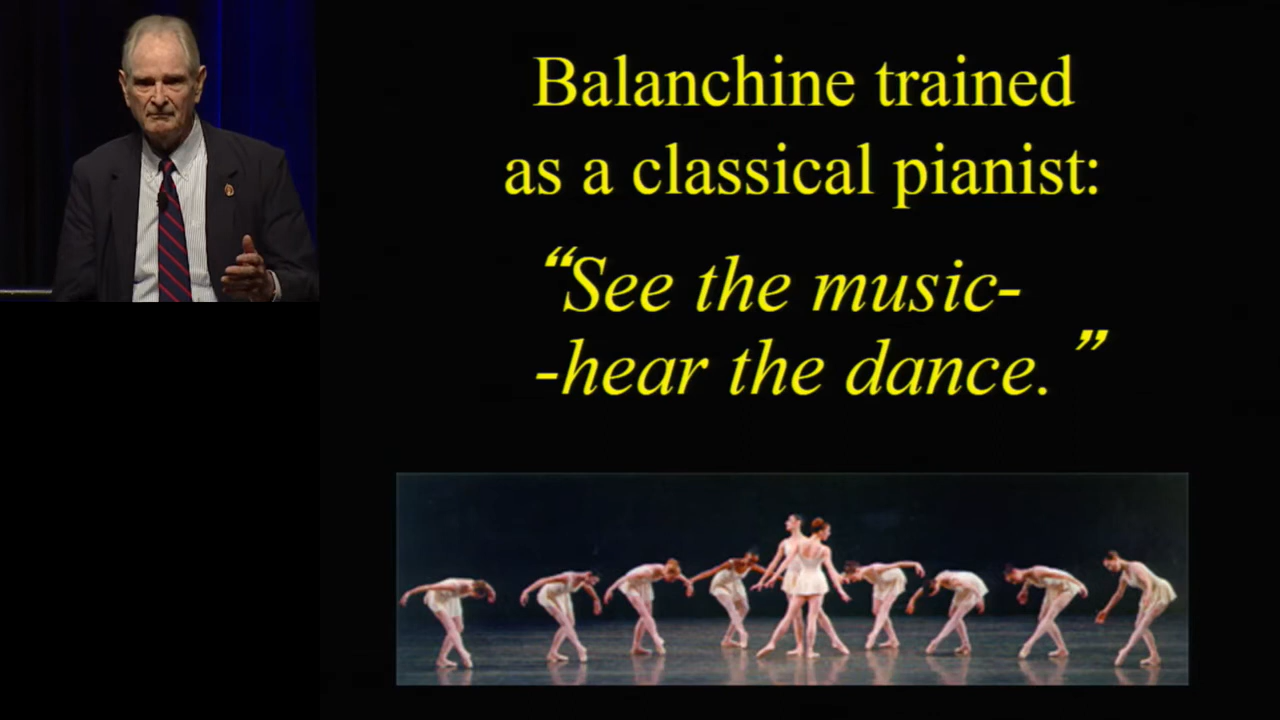 Balanchine trained
as a classical pianist:
“See the music-
-hear the dance. ”